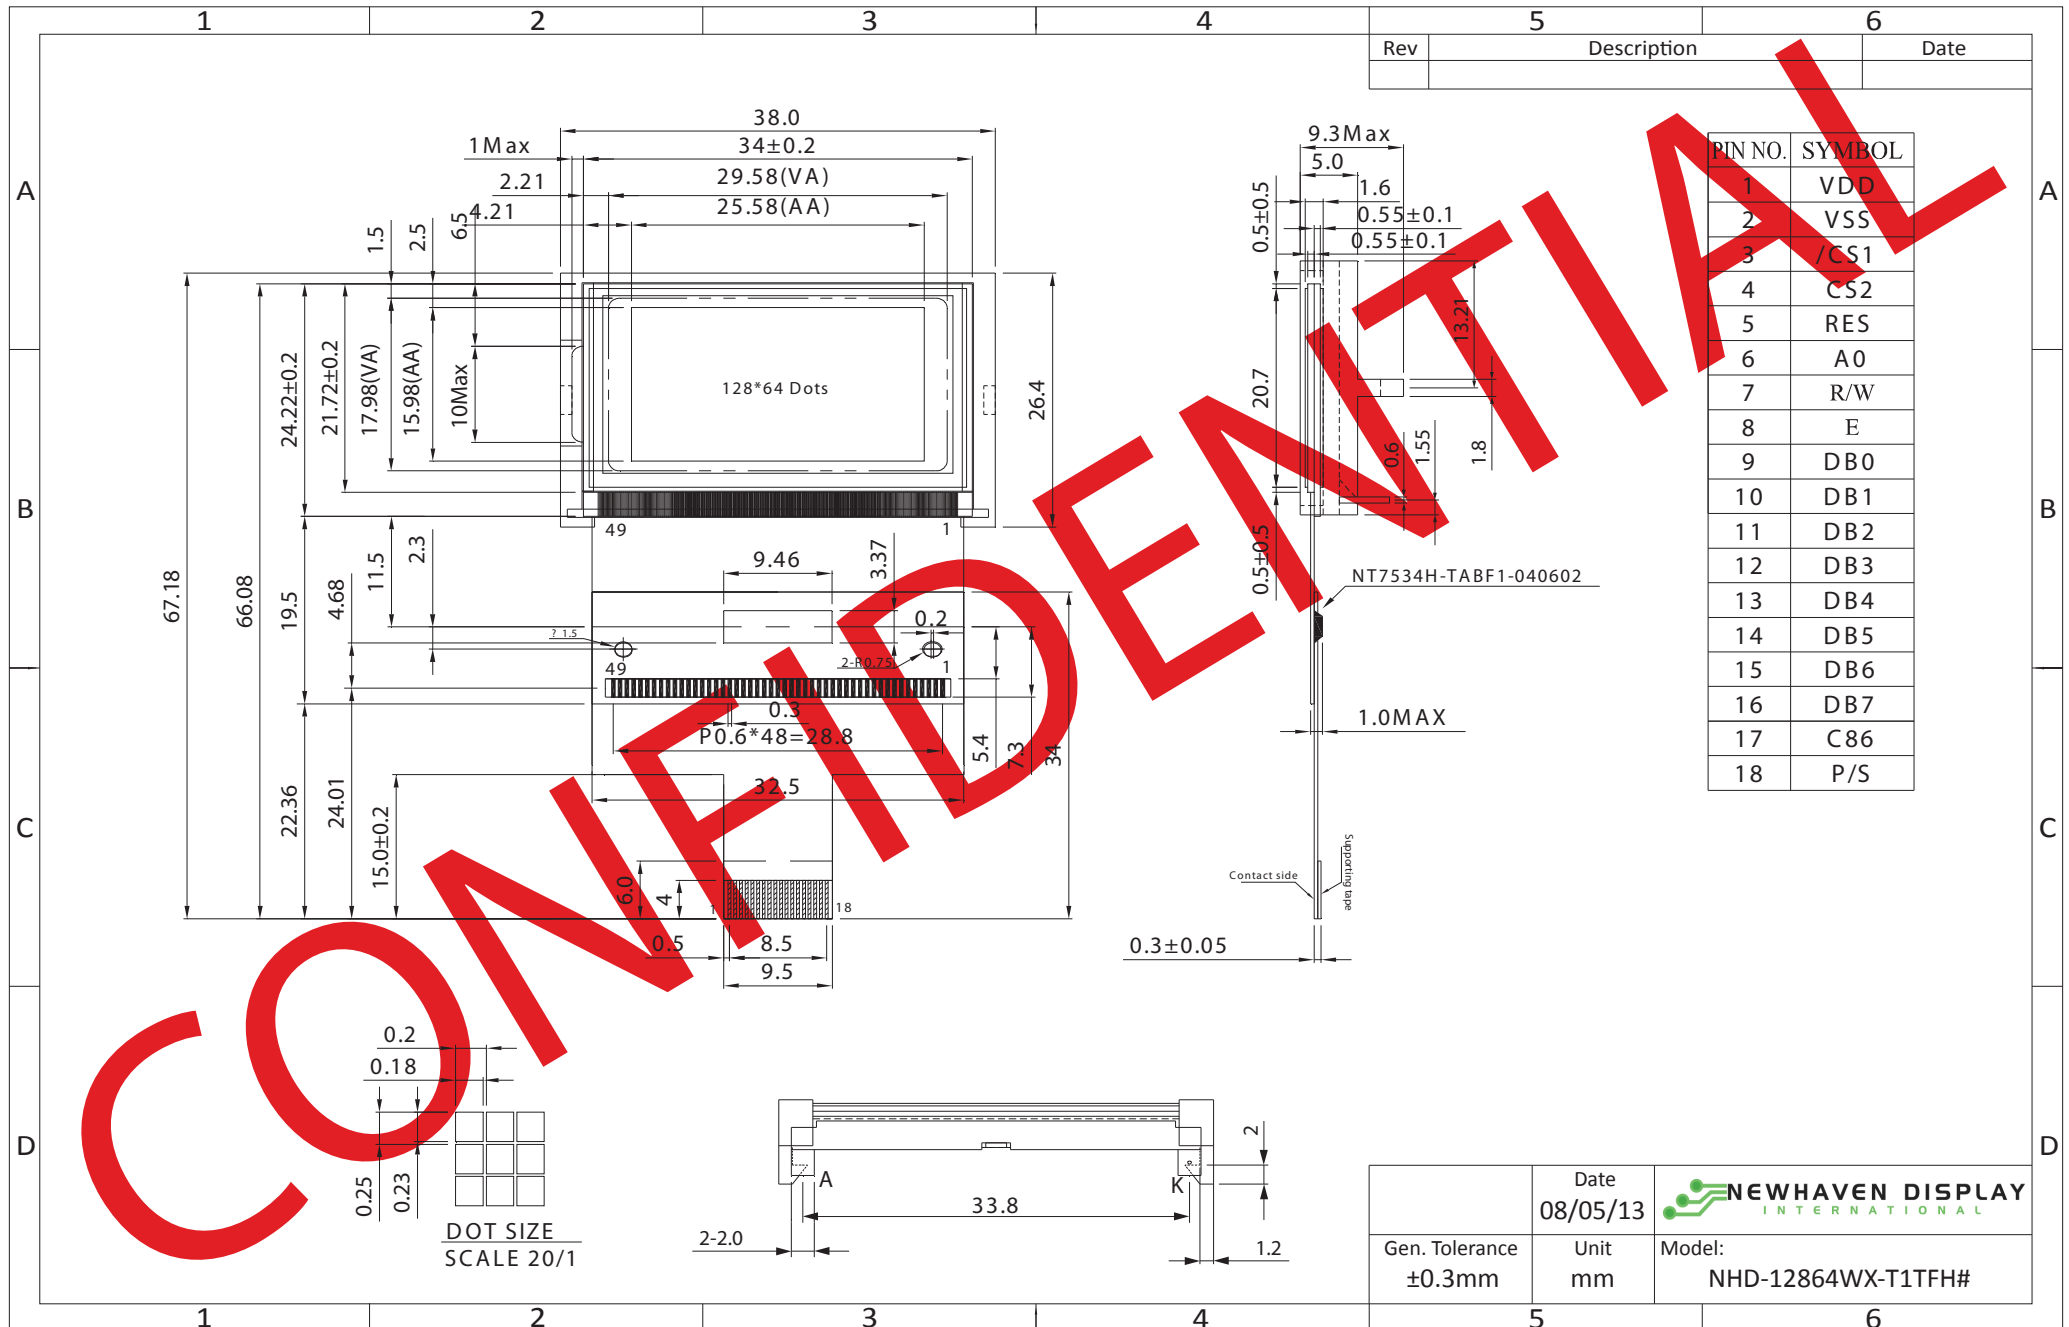 1 2 3 4 5 6
Rev Description Date
A A
B B
C C
D D
38.0
34±0.2
1Max
29.58(VA)
2.21
25.58(AA)
4.21
6.5
2.5
1.5
67.18
66.08
24.22±0.2
21.72±0.2
17.98(VA)
15.98(AA)
10Max
128*64 Dots
26.4
49 1
19.5
4.68
11.5
2.3
9.46
3.37
0.2
? 1.5
2-R0.75
49 1
0.3
P0.6*48=28.8
32.5
5.4
7.3
34
22.36
24.01
15.0±0.2
6.0
4
1 18
0.5 8.5
9.5
9.3Max
5.0
1.6
0.5±0.5
0.55±0.1
0.55±0.1
13.21
20.7
0.6
1.55
1.8
0.5±0.5
NT7534H-TABF1-040602
1.0MAX
Contact side
Supporting tape
0.3±0.05
PIN NO. SYMBOL
1 VDD
2 VSS
3 /CS1
4 CS2
5 RES
6 A0
7 R/W
8 E
9 DB0
10 DB1
11 DB2
12 DB3
13 DB4
14 DB5
15 DB6
16 DB7
17 C86
18 P/S
CONFIDENTIAL
0.2
0.18
0.25
0.23
DOT SIZE
SCALE 20/1
A K
2
33.8
2-2.0
1.2
Date
08/05/13
NEWHAVEN DISPLAY
INTERNATIONAL
Gen. Tolerance
±0.3mm
Unit
mm
Model:
NHD-12864WX-T1TFH#
1 2 3 4 5 6